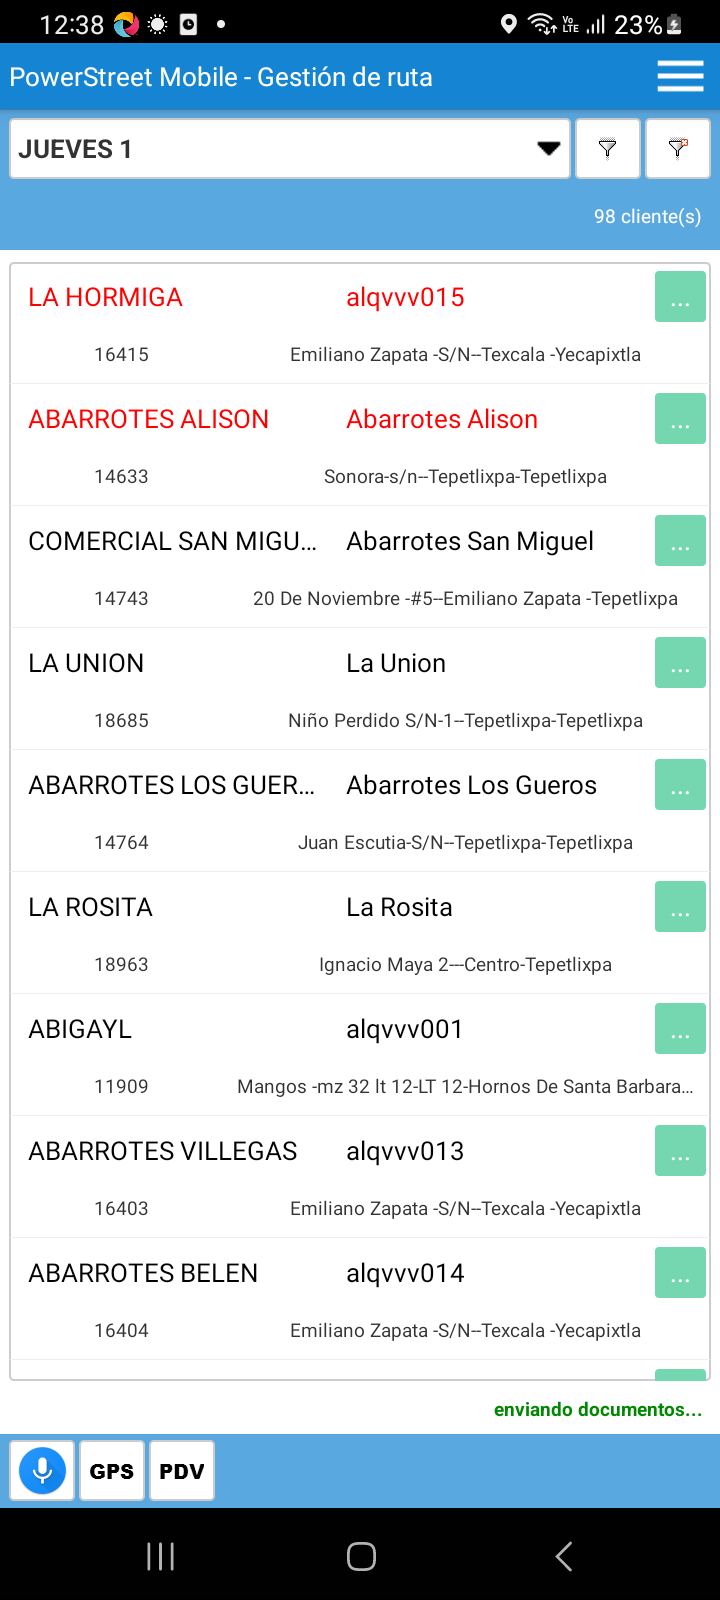 12:38 Vo LTE 23%
PowerStreet Mobile - Gestión de ruta
JUEVES 1
98 cliente(s)
LA HORMIGA alqvvv015 ...
16415 Emiliano Zapata -S/N--Texcala -Yecapixtla
ABARROTES ALISON Abarrotes Alison ...
14633 Sonora-s/n--Tepetlixpa-Tepetlixpa
COMERCIAL SAN MIGU... Abarrotes San Miguel ...
14743 20 De Noviembre -#5--Emiliano Zapata -Tepetlixpa
LA UNION La Union ...
18685 Niño Perdido S/N-1--Tepetlixpa-Tepetlixpa
ABARROTES LOS GUER... Abarrotes Los Gueros ...
14764 Juan Escutia-S/N--Tepetlixpa-Tepetlixpa
LA ROSITA La Rosita ...
18963 Ignacio Maya 2---Centro-Tepetlixpa
ABIGAYL alqvvv001 ...
11909 Mangos -mz 32 lt 12-LT 12-Hornos De Santa Barbara...
ABARROTES VILLEGAS alqvvv013 ...
16403 Emiliano Zapata -S/N--Texcala -Yecapixtla
ABARROTES BELEN alqvvv014 ...
16404 Emiliano Zapata -S/N--Texcala -Yecapixtla
enviando documentos...
GPS PDV